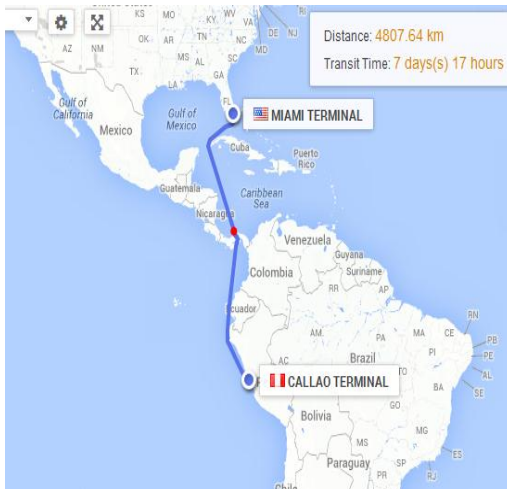 Distance: 4807.64 km
Transit Time: 7 days(s) 17 hours
KS
MO
KY
WV
VA
OK
AR
TN
NC
DE
NJ
AZ
NM
MS
AL
SC
TX
LA
GA
FL
Gulf of
California
Gulf of
Mexico
MIAMI TERMINAL
Mexico
Cuba
Puerto
Rico
Guatemala
Caribbean
Sea
Nicaragua
Venezuela
Guyana
Suriname
Colombia
RR
AP
Ecuador
AM
PA
MA
CE
RN
PB
PE
AL
SE
PI
TO
BA
AC
Brazil
CALLAO TERMINAL
GO
Bolivia
MG
ES
MS
SP
RJ
Paraguay
PR
Chile